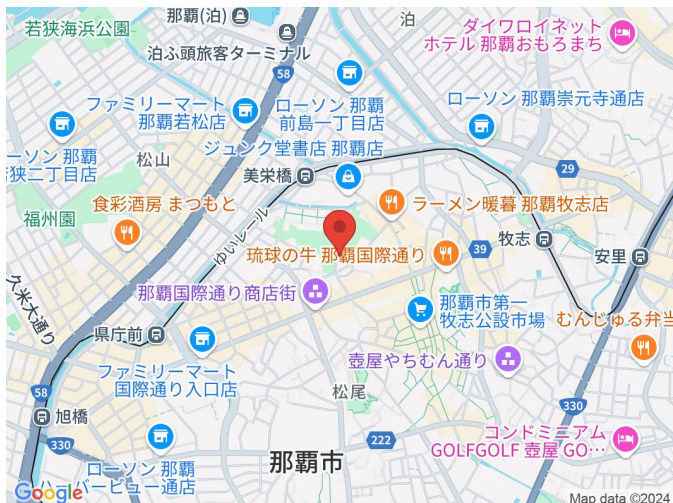 若狭海浜公園
那覇(泊)
泊
泊ふ頭旅客ターミナル
58
ダイワロイネット
ホテル 那覇おもろまち
ファミリーマート
那覇若松店
ローソン 那覇
前島一丁目店
ローソン 那覇崇元寺通店
松山
ジュンク堂書店 那覇店
ローソン 那覇
若狭二丁目店
美栄橋
29
福州園
食彩酒房 まつもと
ゆいレール
ラーメン暖暮 那覇牧志店
牧志
安里
琉球の牛 那覇国際通り
39
久米大通り
那覇国際通り商店街
那覇市第一
牧志公設市場
県庁前
むんじゅる弁当
ファミリーマート
国際通り入口店
壺屋やちむん通り
松尾
58
旭橋
330
330
222
コンドミニアム
GOLFGOLF 壺屋 GO…
ローソン 那覇
ハーバービュー通店
那覇市
Google
Map data ©2024